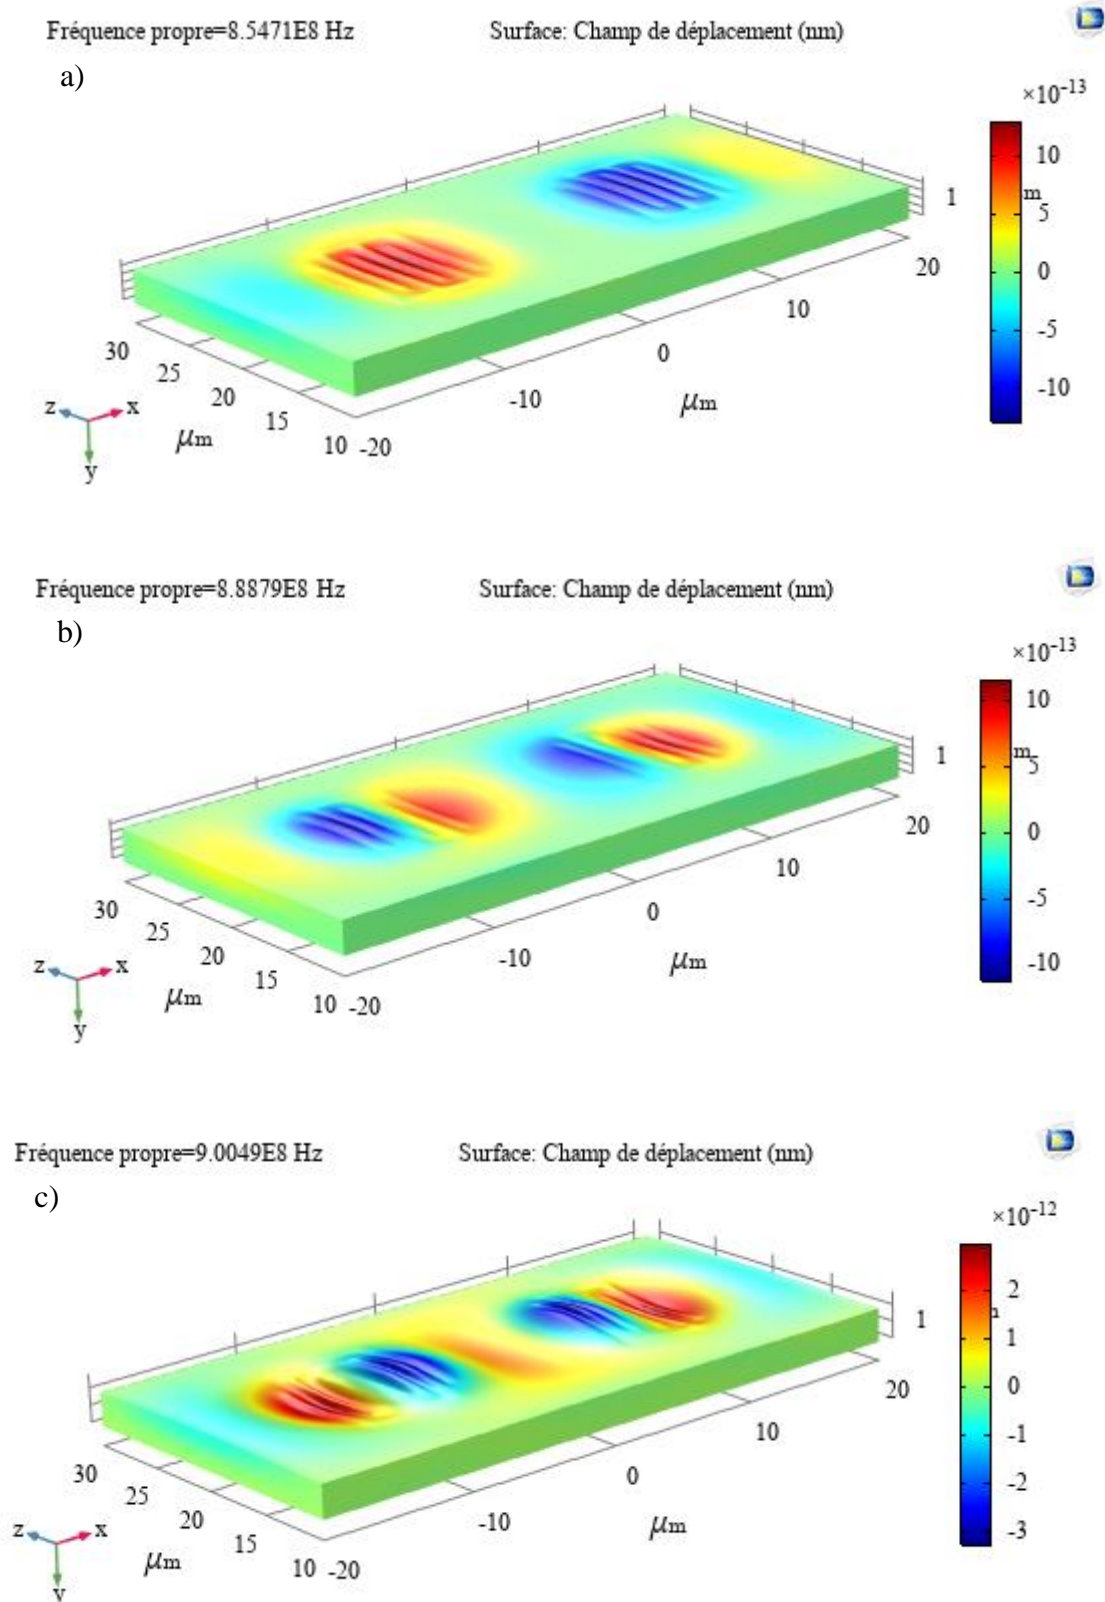 Fréquence propre=8.5471E8 Hz Surface: Champ de déplacement (nm)
a)
×10⁻¹³
10
m
5
0
-5
-10
1
20
10
0
-10
-20
μm
30
25
20
15
10
μm
z x
y
Fréquence propre=8.8879E8 Hz Surface: Champ de déplacement (nm)
b)
×10⁻¹³
10
m
5
0
-5
-10
1
20
10
0
-10
-20
μm
30
25
20
15
10
μm
z x
y
Fréquence propre=9.0049E8 Hz Surface: Champ de déplacement (nm)
c)
×10⁻¹²
2
1
0
-1
-2
-3
1
20
10
0
-10
-20
μm
30
25
20
15
10
μm
z x
y